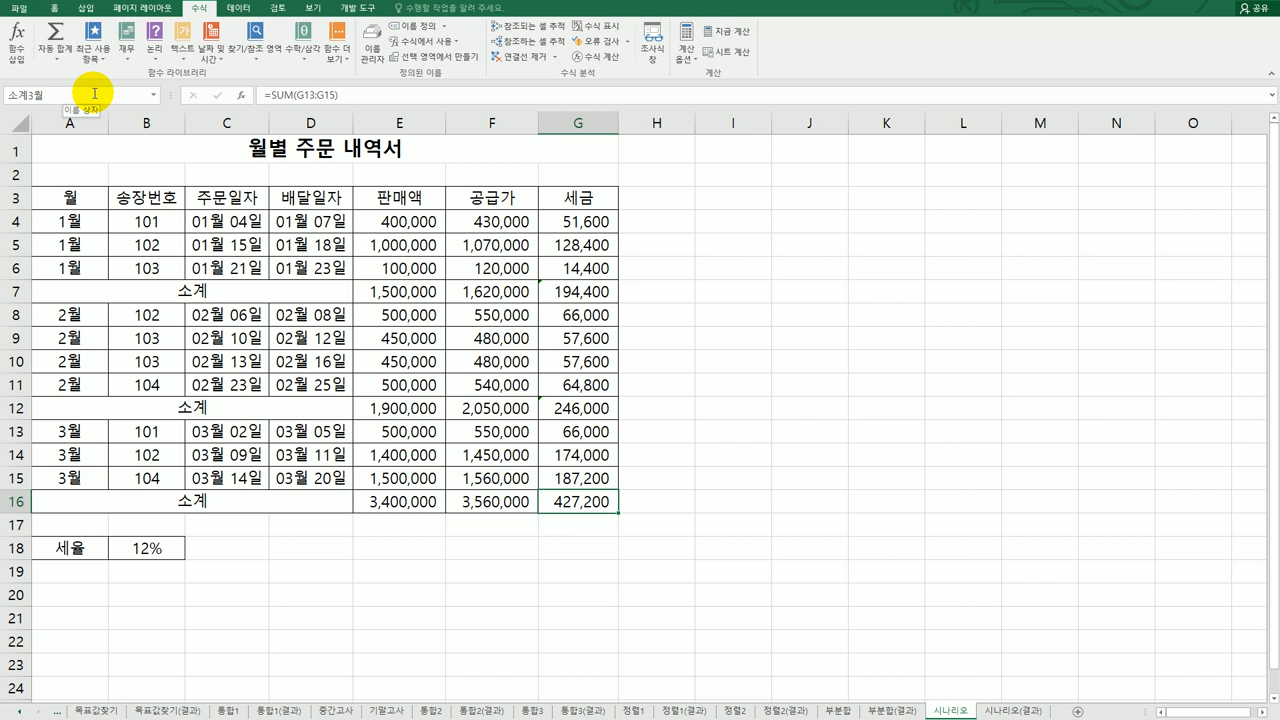 파일 홈 삽입 페이지 레이아웃 수식 데이터 검토 보기 개발 도구 수행할 작업을 알려 주세요. 공유
함수 삽입 자동 합계 최근 사용 항목 재무 논리 텍스트 날짜 및 시간 찾기/참조 영역 수학/삼각 함수 더 보기
함수 라이브러리
이름 관리자 이름 정의 수식에서 사용 선택 영역에서 만들기
정의된 이름
참조되는 셀 추적 참조하는 셀 추적 연결선 제거 수식 표시 오류 검사 수식 계산 조사식 창
수식 분석
계산 옵션 지금 계산 시트 계산
계산
소계3월 fx =SUM(G13:G15)
이름 상자
A B C D E F G H I J K L M N O
1 월별 주문 내역서
2
3 월 송장번호 주문일자 배달일자 판매액 공급가 세금
4 1월 101 01월 04일 01월 07일 400,000 430,000 51,600
5 1월 102 01월 15일 01월 18일 1,000,000 1,070,000 128,400
6 1월 103 01월 21일 01월 23일 100,000 120,000 14,400
7 소계 1,500,000 1,620,000 194,400
8 2월 102 02월 06일 02월 08일 500,000 550,000 66,000
9 2월 103 02월 10일 02월 12일 450,000 480,000 57,600
10 2월 103 02월 13일 02월 16일 450,000 480,000 57,600
11 2월 104 02월 23일 02월 25일 500,000 540,000 64,800
12 소계 1,900,000 2,050,000 246,000
13 3월 101 03월 02일 03월 05일 500,000 550,000 66,000
14 3월 102 03월 09일 03월 11일 1,400,000 1,450,000 174,000
15 3월 104 03월 14일 03월 20일 1,500,000 1,560,000 187,200
16 소계 3,400,000 3,560,000 427,200
17
18 세율 12%
19
20
21
22
23
24
... 목표값찾기 목표값찾기(결과) 통합1 통합1(결과) 중간고사 기말고사 통합2 통합2(결과) 통합3 통합3(결과) 정렬1 정렬1(결과) 정렬2 정렬2(결과) 부분합 부분합(결과) 시나리오 시나리오(결과)